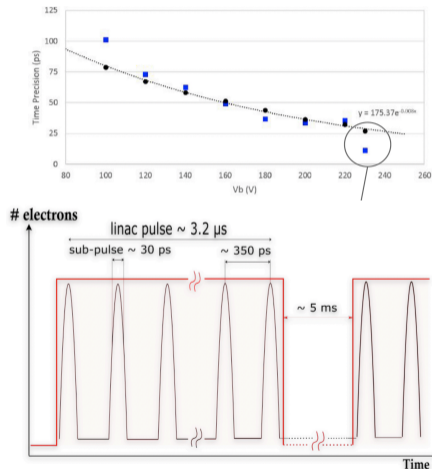 125
100
75
50
25
0
Time Precision (ps)
y = 175.37e^-0.008x
80 100 120 140 160 180 200 220 240 260
Vb (V)
# electrons
linac pulse ~ 3.2 µs
sub-pulse ~ 30 ps
~ 350 ps
~ 5 ms
Time